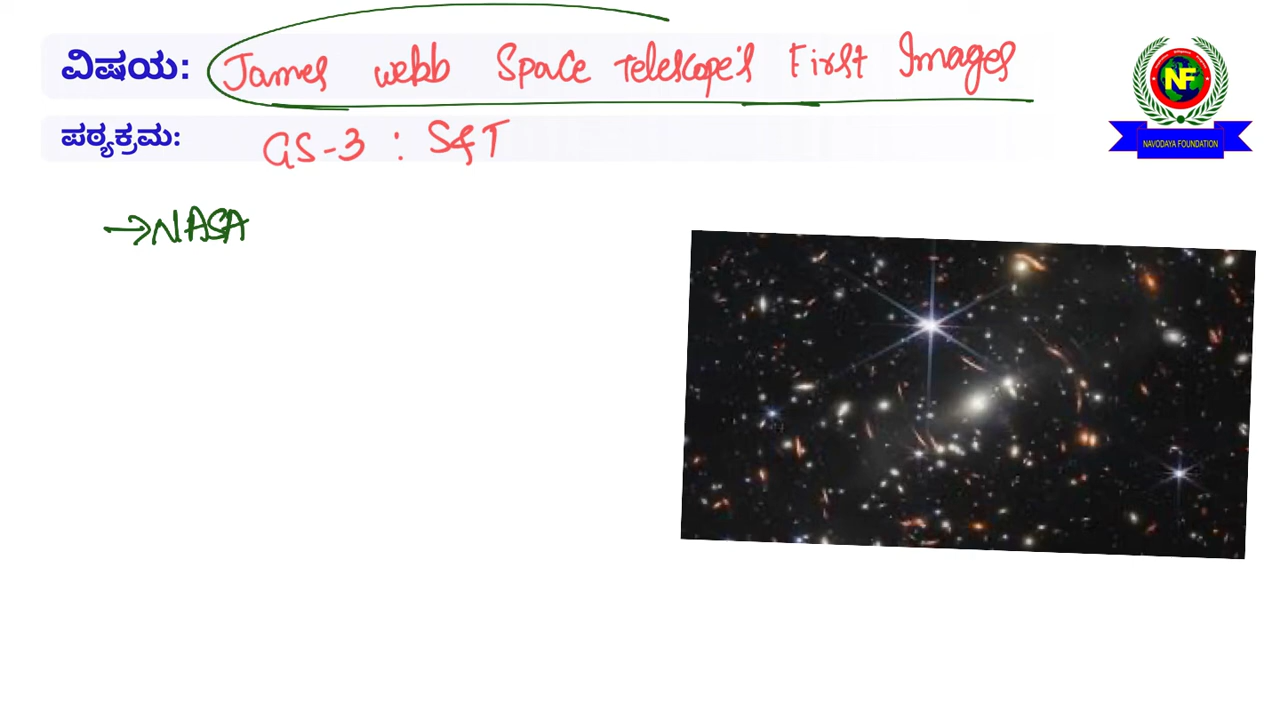 ವಿಷಯ: James webb Space Telescope's First Images
ಪಠ್ಯಕ್ರಮ: GS-3 : S&T
→NASA
NF
NAVODAYA FOUNDATION